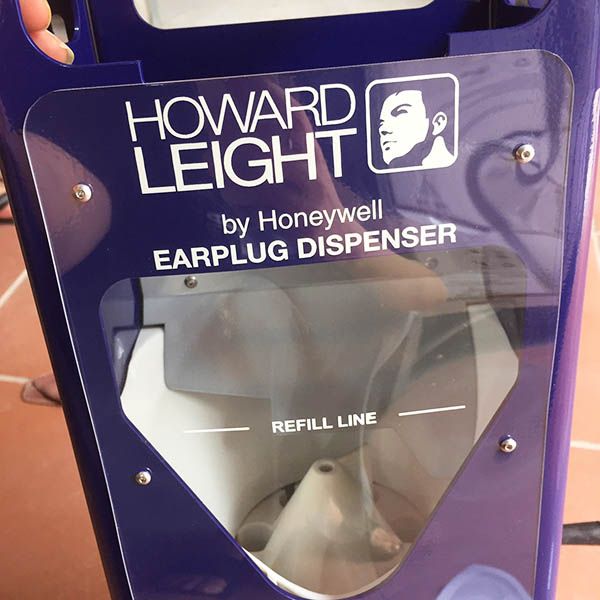 HOWARD
LEIGHT
by Honeywell
EARPLUG DISPENSER
REFILL LINE